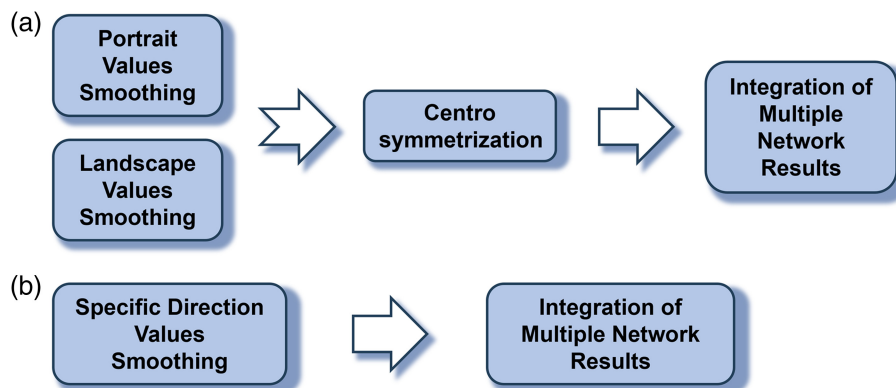 (a)
Portrait
Values
Smoothing
Landscape
Values
Smoothing
Centro
symmetrization
Integration of
Multiple
Network
Results
(b)
Specific Direction
Values
Smoothing
Integration of
Multiple Network
Results